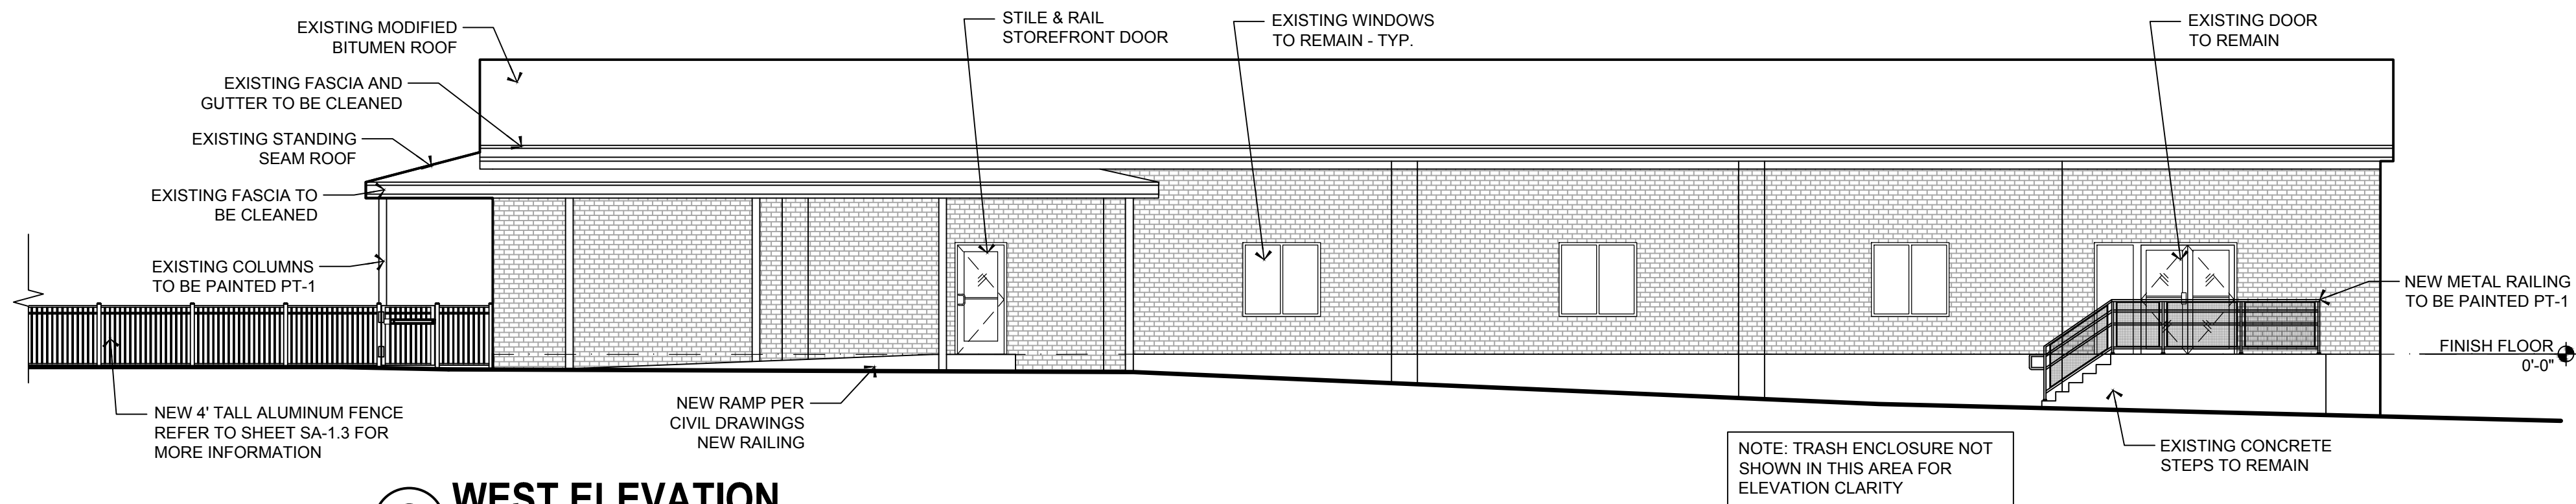 EXISTING MODIFIED
BITUMEN ROOF
EXISTING FASCIA AND
GUTTER TO BE CLEANED
EXISTING STANDING
SEAM ROOF
EXISTING FASCIA TO
BE CLEANED
EXISTING COLUMNS
TO BE PAINTED PT-1
NEW 4' TALL ALUMINUM FENCE
REFER TO SHEET SA-1.3 FOR
MORE INFORMATION
STILE & RAIL
STOREFRONT DOOR
EXISTING WINDOWS
TO REMAIN - TYP.
EXISTING DOOR
TO REMAIN
NEW METAL RAILING
TO BE PAINTED PT-1
FINISH FLOOR
0'-0"
NEW RAMP PER
CIVIL DRAWINGS
NEW RAILING
NOTE: TRASH ENCLOSURE NOT
SHOWN IN THIS AREA FOR
ELEVATION CLARITY
EXISTING CONCRETE
STEPS TO REMAIN
WEST ELEVATION